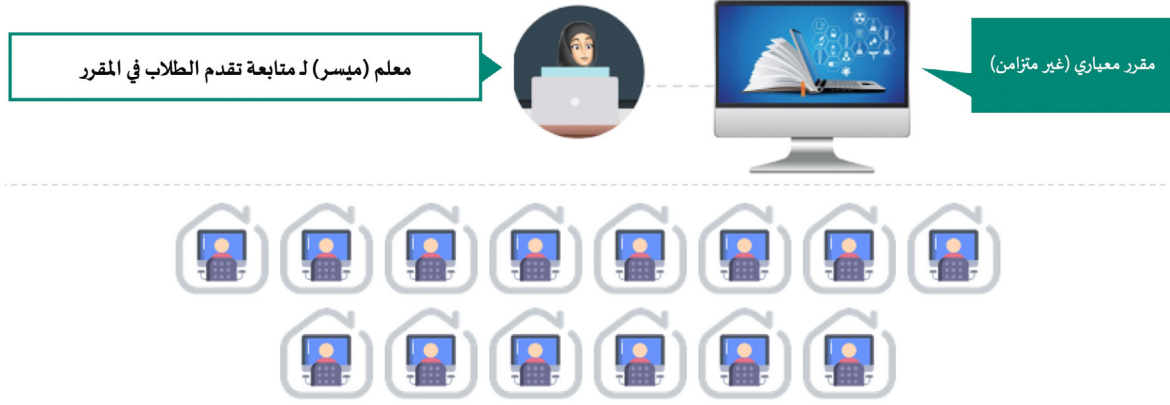 مقرر معياري (غير متزامن)
معلم (ميسر) لـ متابعة تقدم الطلاب في المقرر